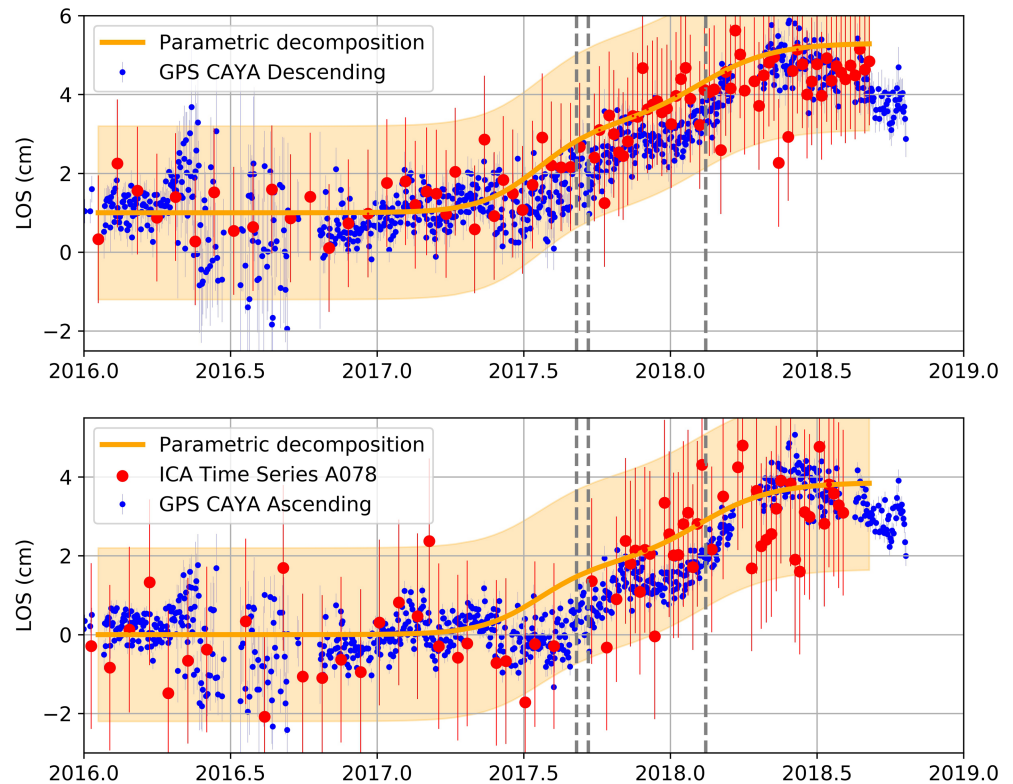 6
4
2
0
−2
LOS (cm)
Parametric decomposition
GPS CAYA Descending
2016.0 2016.5 2017.0 2017.5 2018.0 2018.5 2019.0
4
2
0
−2
LOS (cm)
Parametric decomposition
ICA Time Series A078
GPS CAYA Ascending
2016.0 2016.5 2017.0 2017.5 2018.0 2018.5 2019.0